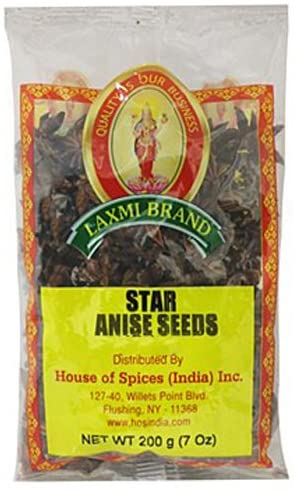 QUALITY IS OUR BUSINESS
LAXMI BRAND
STAR
ANISE SEEDS
Distributed By
House of Spices (India) Inc.
127-40, Willets Point Blvd.
Flushing, NY - 11368
www.hosindia.com
NET WT 200 g (7 Oz)